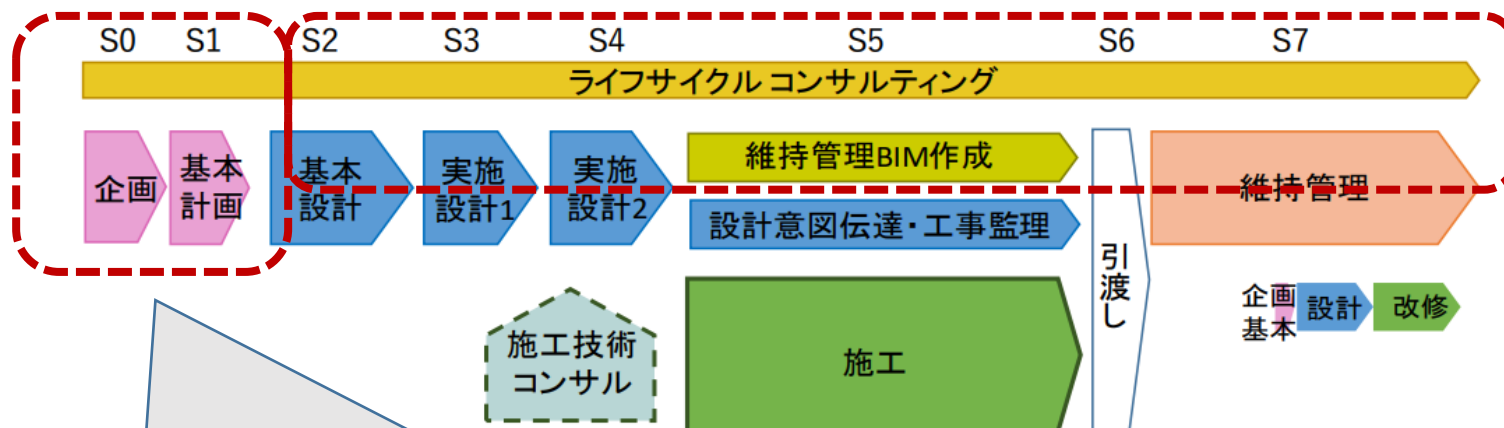 S0 S1 S2 S3 S4 S5 S6 S7
ライフサイクル コンサルティング
企画
基本
計画
基本
設計
実施
設計1
実施
設計2
維持管理BIM作成
設計意図伝達・工事監理
引渡し
維持管理
施工技術
コンサル
施工
企画
基本
設計
改修